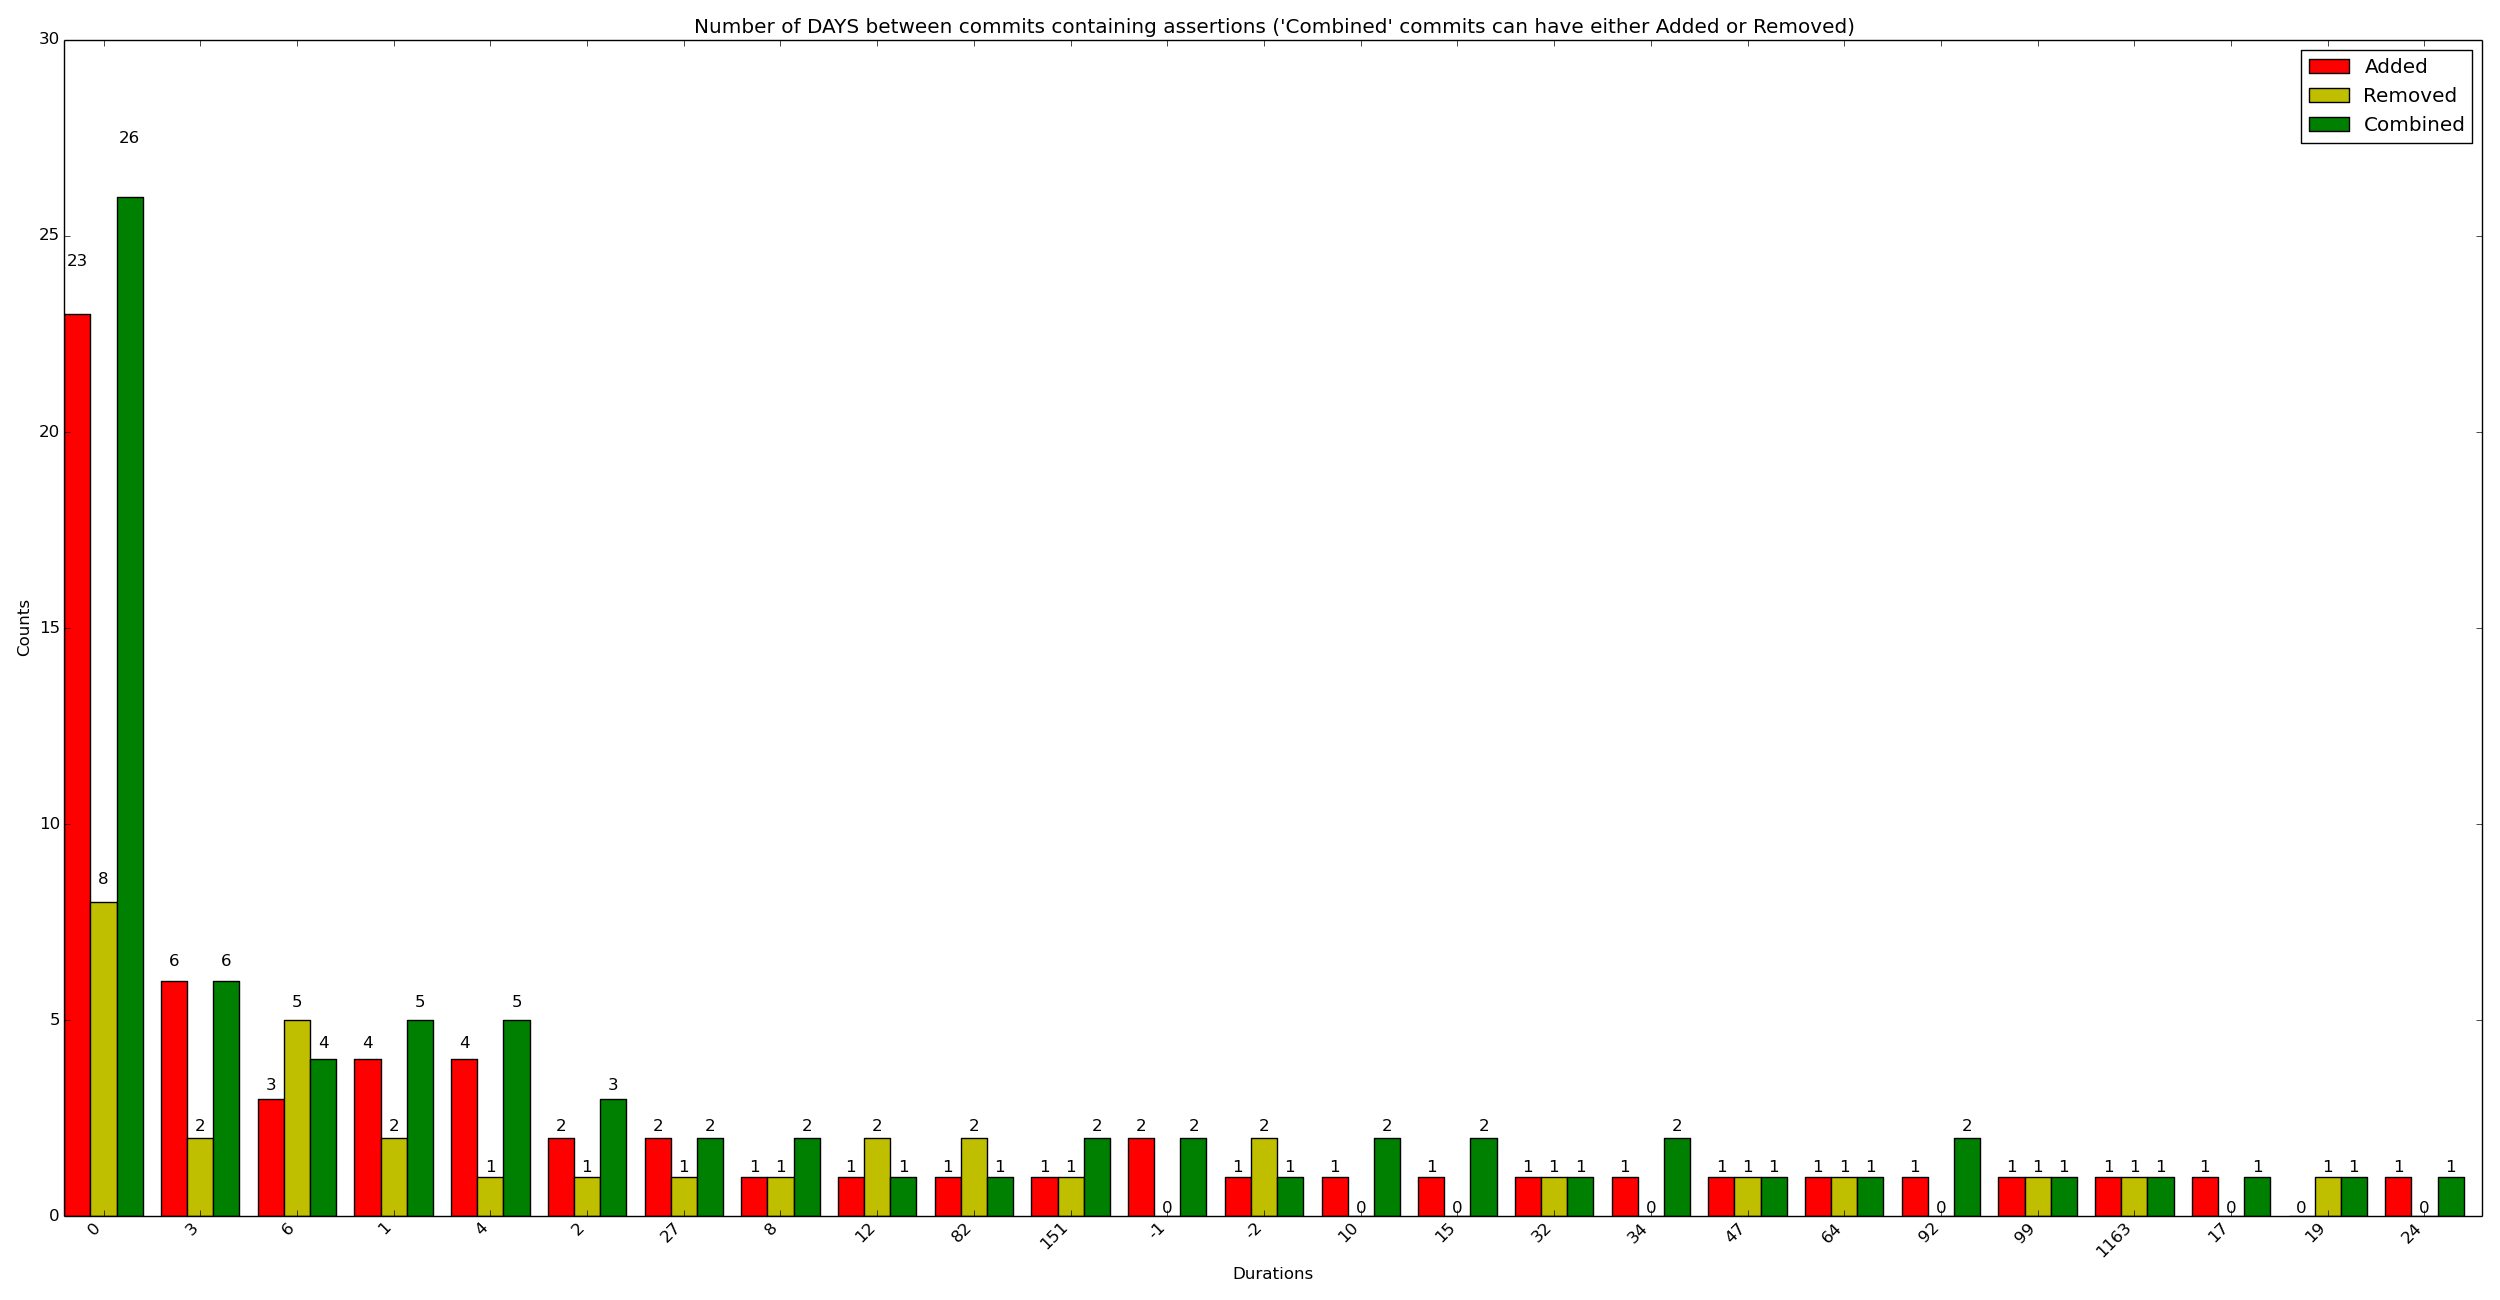 Number of DAYS between commits containing assertions ('Combined' commits can have either Added or Removed)
30
25
20
15
10
5
0
Counts
Added
Removed
Combined
23 8 26
6 2 6
3 5 4
4 2 5
4 1 5
2 1 3
2 1 2
1 1 2
1 2 1
1 2 1
1 1 2
2 0 2
1 2 1
1 0 2
1 0 2
1 1 1
1 0 2
1 1 1
1 1 1
1 0 2
1 1 1
1 1 1
1 0 1
0 1 1
1 0 1
0 3 6 1 4 2 27 8 12 82 151 -1 -2 10 15 32 34 47 64 92 99 1163 17 19 24
Durations